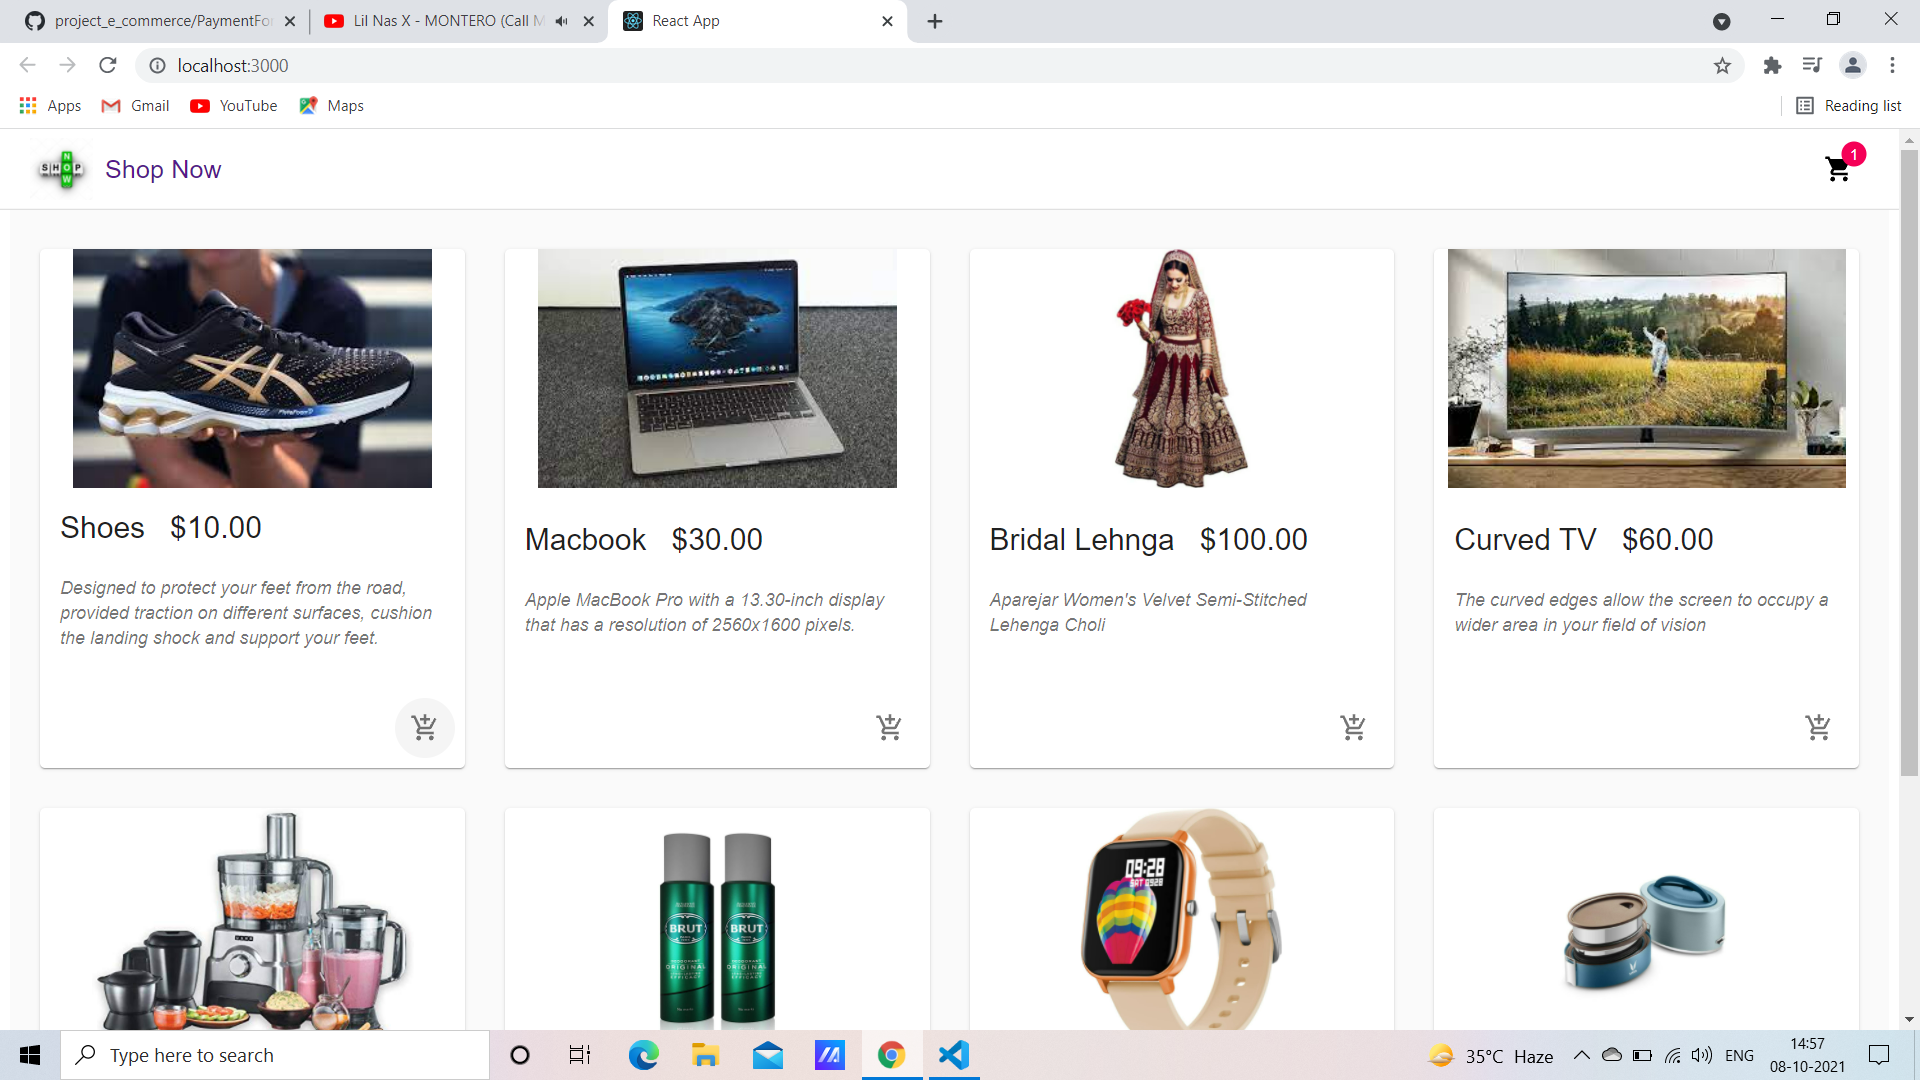 project_e_commerce/PaymentFor
Lil Nas X - MONTERO (Call M
React App
localhost:3000
Apps
Gmail
YouTube
Maps
Reading list
SHOP
NOW
Shop Now
1
Shoes $10.00
Designed to protect your feet from the road,
provided traction on different surfaces, cushion
the landing shock and support your feet.
Macbook $30.00
Apple MacBook Pro with a 13.30-inch display
that has a resolution of 2560x1600 pixels.
Bridal Lehnga $100.00
Aparejar Women's Velvet Semi-Stitched
Lehenga Choli
Curved TV $60.00
The curved edges allow the screen to occupy a
wider area in your field of vision
BRUT
ORIGINAL
BRUT
ORIGINAL
09:28
SAT 0928
Type here to search
35°C Haze
ENG
14:57
08-10-2021